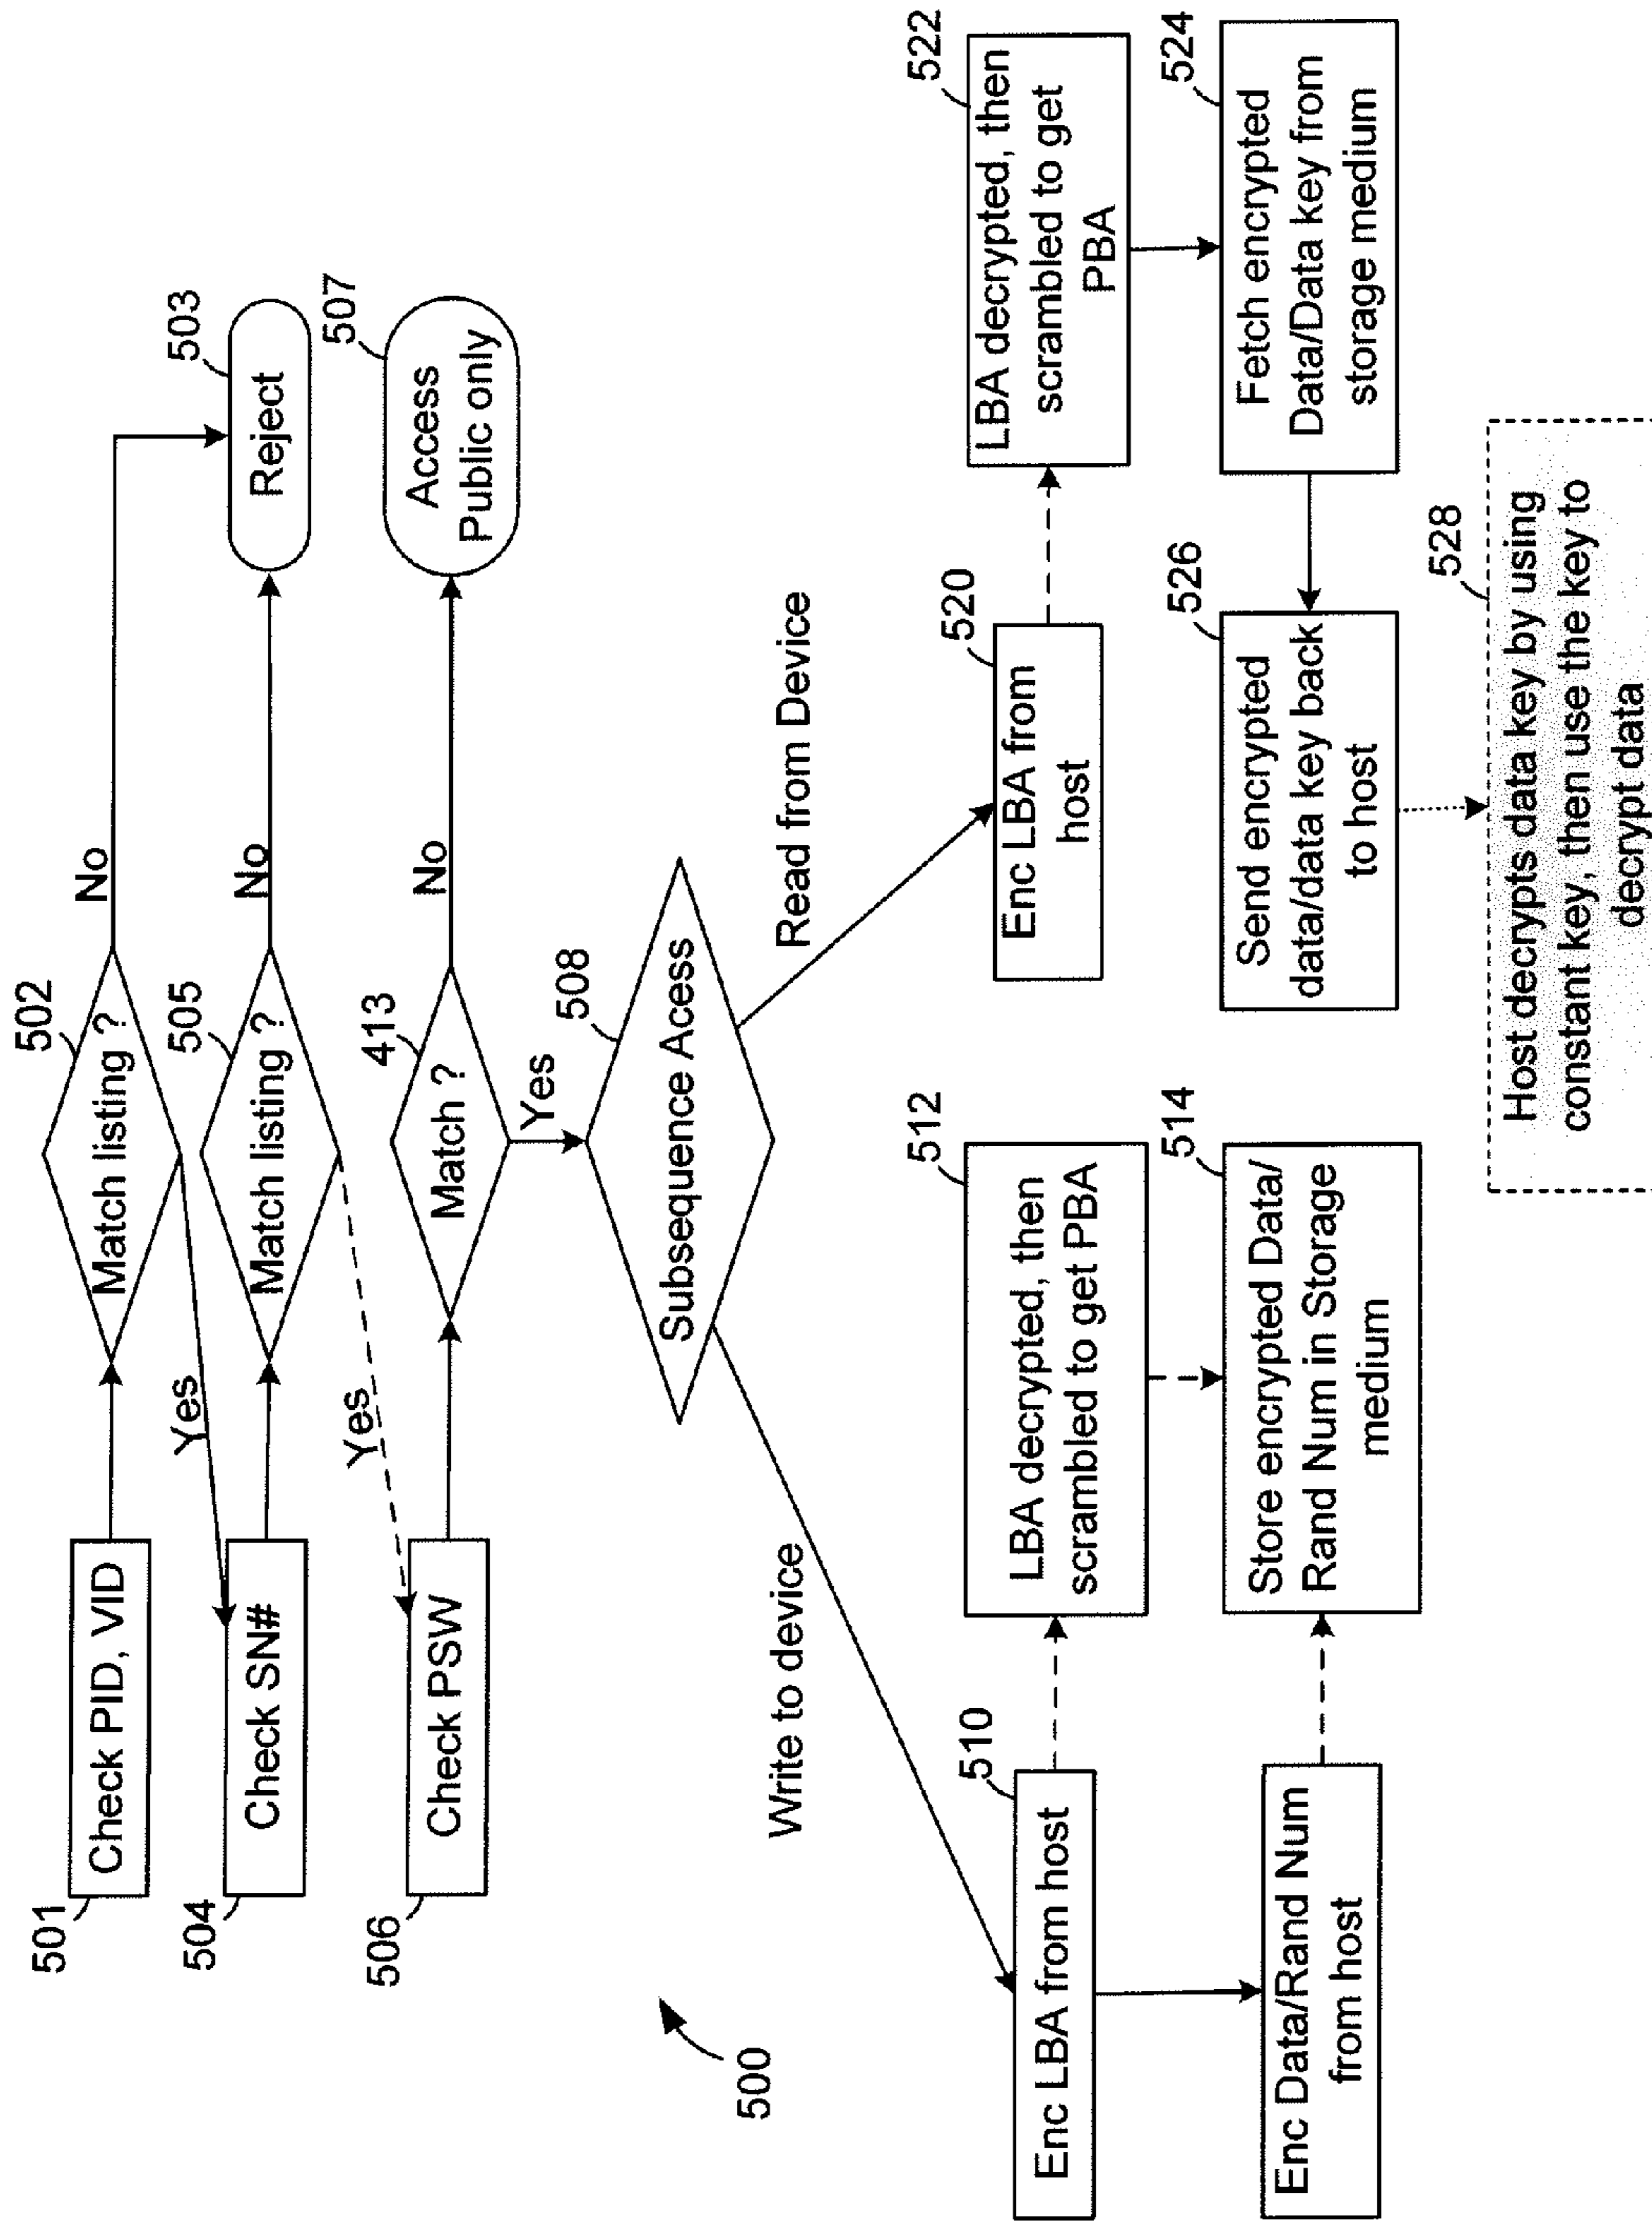 501
Check PID, VID
502
Match listing ?
No
503
Reject
Yes
504
Check SN#
505
Match listing ?
No
Yes
506
Check PSW
413
Match ?
No
507
Access
Public only
Yes
508
Subsequence Acess
500
Write to device
Read from Device
510
Enc LBA from host
512
LBA decrypted, then
scrambled to get PBA
Enc Data/Rand Num
from host
514
Store encrypted Data/
Rand Num in Storage
medium
520
Enc LBA from
host
522
LBA decrypted, then
scrambled to get
PBA
524
Fetch encrypted
Data/Data key from
storage medium
526
Send encrypted
data/data key back
to host
528
Host decrypts data key by using
constant key, then use the key to
decrypt data